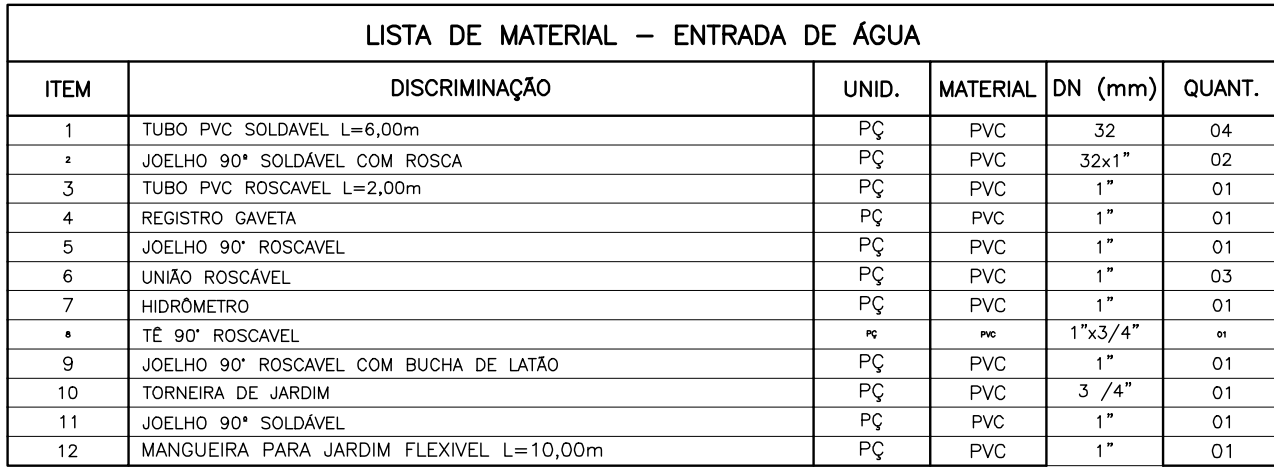 LISTA DE MATERIAL – ENTRADA DE ÁGUA
ITEM DISCRIMINAÇÃO UNID. MATERIAL DN (mm) QUANT.
1 TUBO PVC SOLDAVEL L=6,00m PÇ PVC 32 04
2 JOELHO 90° SOLDÁVEL COM ROSCA PÇ PVC 32x1" 02
3 TUBO PVC ROSCAVEL L=2,00m PÇ PVC 1" 01
4 REGISTRO GAVETA PÇ PVC 1" 01
5 JOELHO 90° ROSCAVEL PÇ PVC 1" 01
6 UNIÃO ROSCÁVEL PÇ PVC 1" 03
7 HIDRÔMETRO PÇ PVC 1" 01
8 TÊ 90° ROSCAVEL PÇ PVC 1"x3/4" 01
9 JOELHO 90° ROSCAVEL COM BUCHA DE LATÃO PÇ PVC 1" 01
10 TORNEIRA DE JARDIM PÇ PVC 3 /4" 01
11 JOELHO 90° SOLDÁVEL PÇ PVC 1" 01
12 MANGUEIRA PARA JARDIM FLEXIVEL L=10,00m PÇ PVC 1" 01